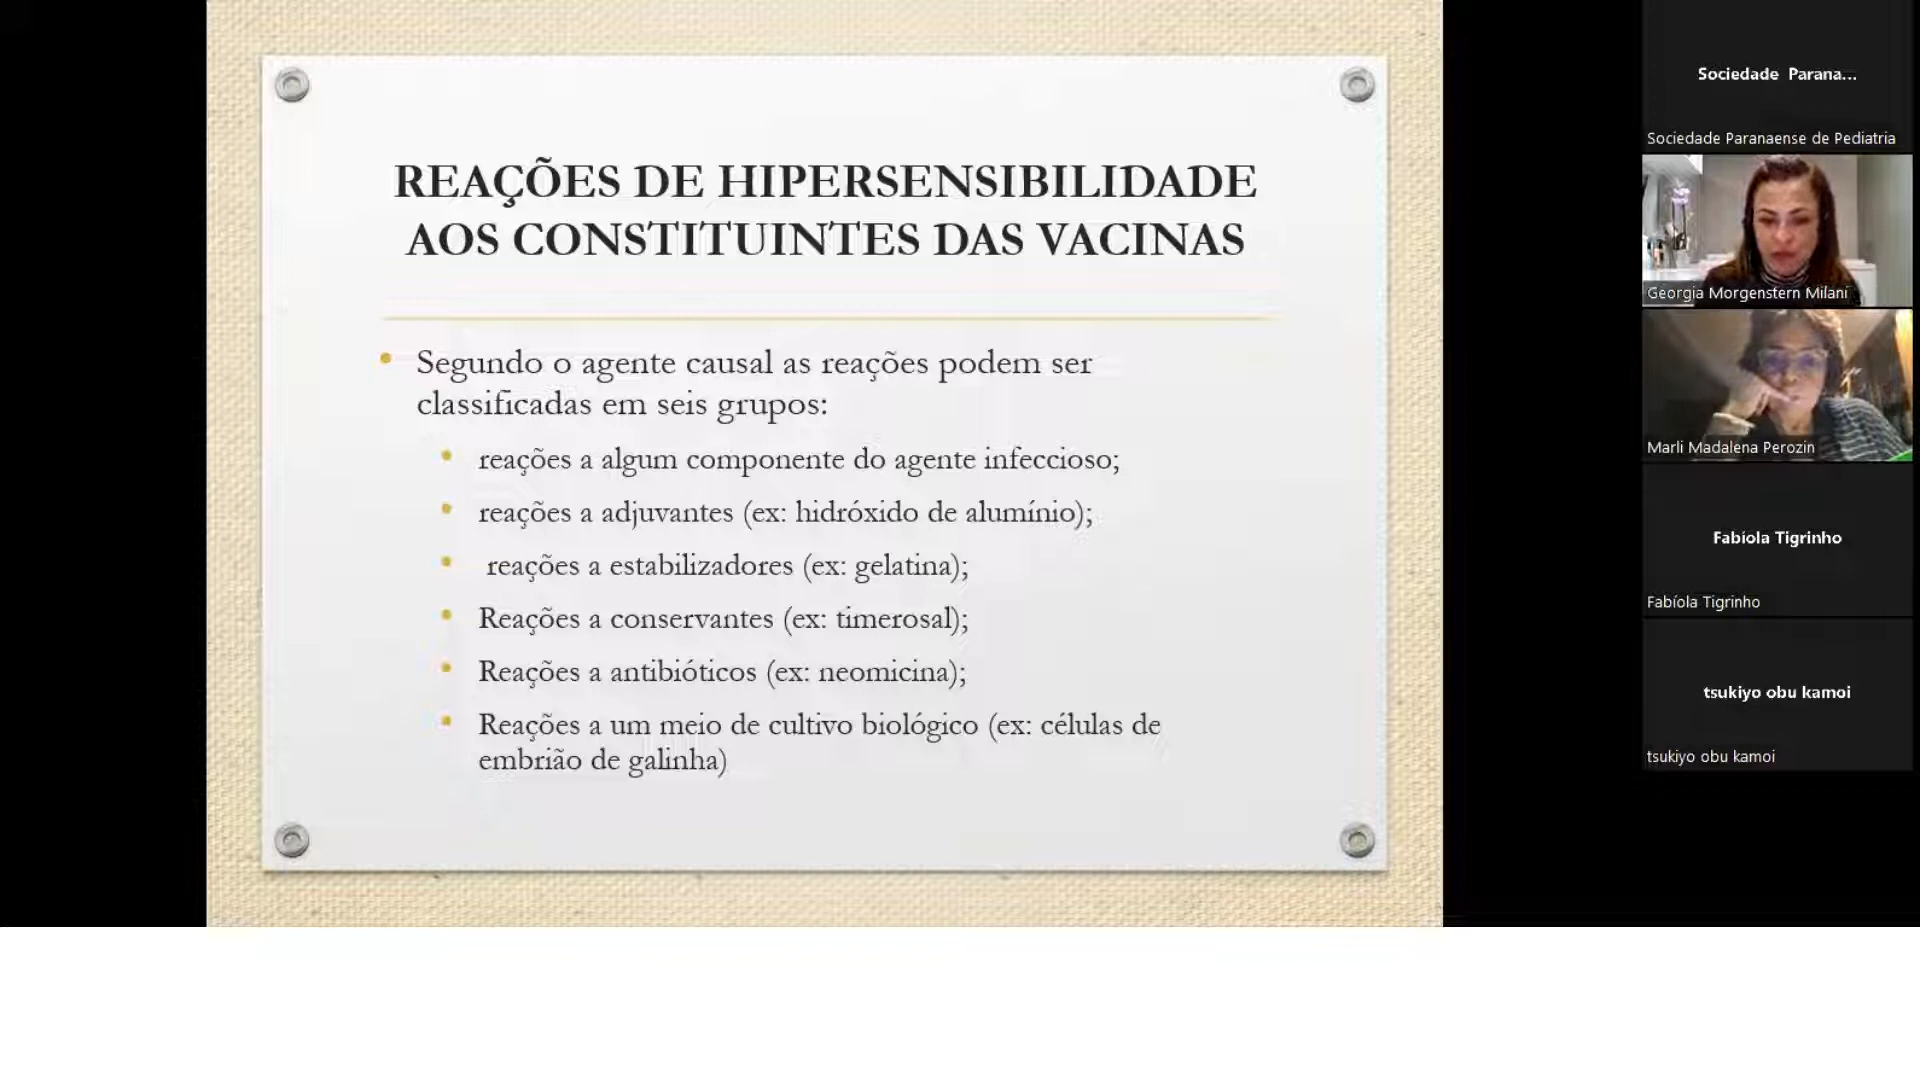 REAÇÕES DE HIPERSENSIBILIDADE
AOS CONSTITUINTES DAS VACINAS
Segundo o agente causal as reações podem ser
classificadas em seis grupos:
reações a algum componente do agente infeccioso;
reações a adjuvantes (ex: hidróxido de alumínio);
reações a estabilizadores (ex: gelatina);
Reações a conservantes (ex: timerosal);
Reações a antibióticos (ex: neomicina);
Reações a um meio de cultivo biológico (ex: células de
embrião de galinha)
Sociedade Parana...
Sociedade Paranaense de Pediatria
Georgia Morgenstern Milani
Marli Madalena Perozin
Fabíola Tigrinho
Fabíola Tigrinho
tsukiyo obu kamoi
tsukiyo obu kamoi